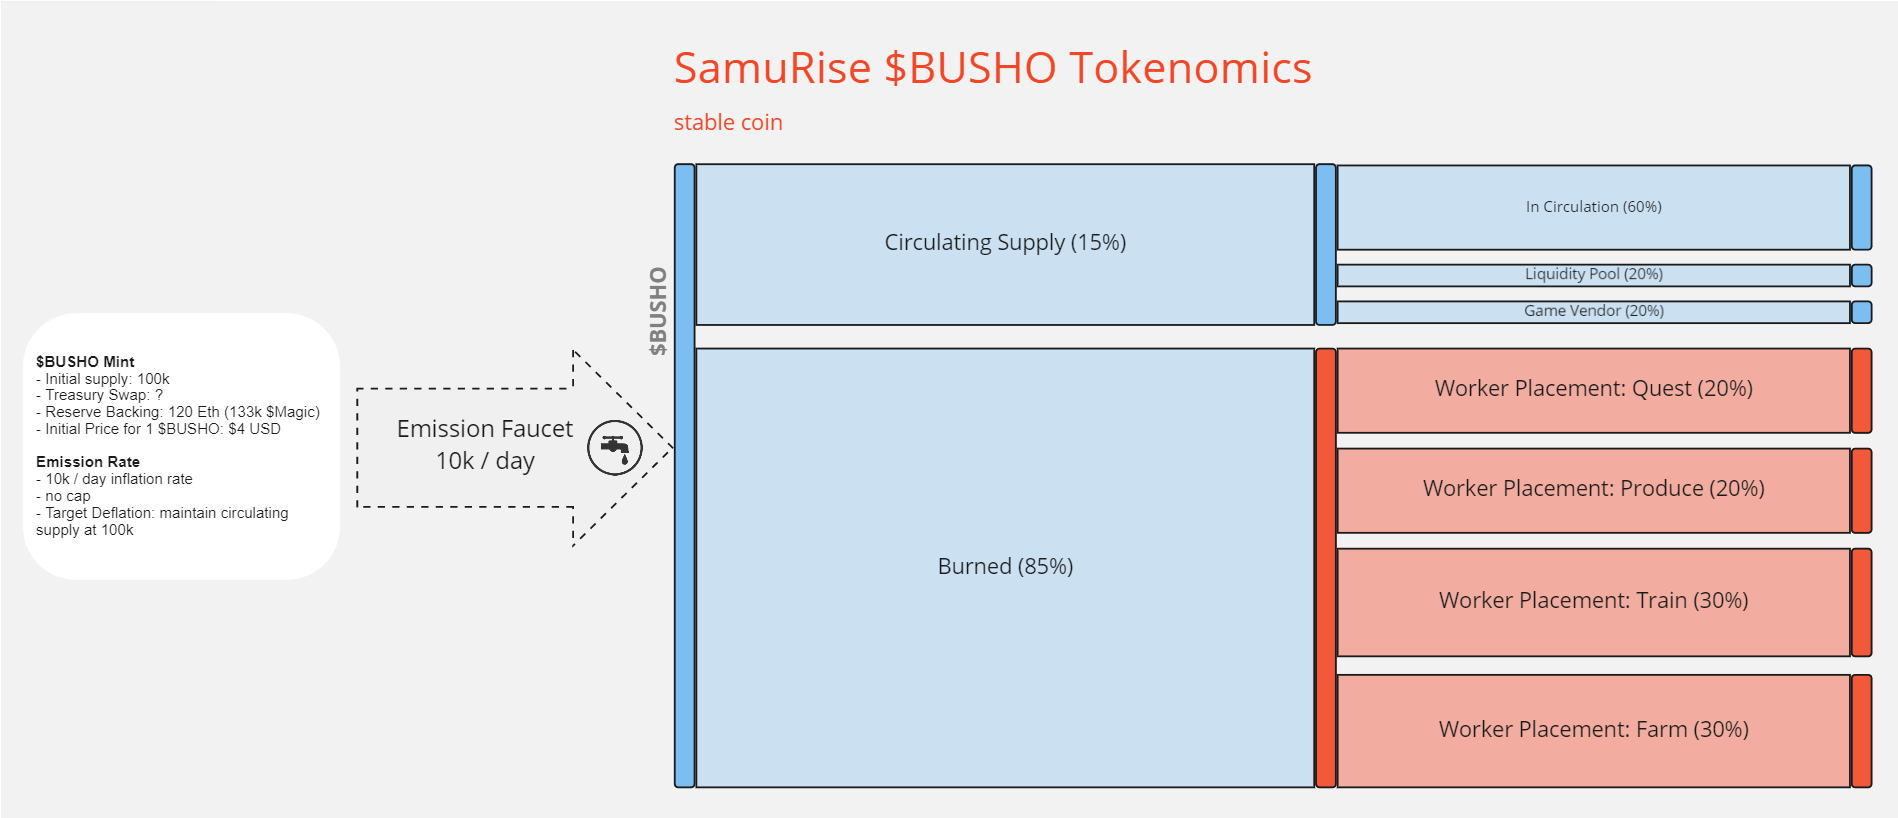 SamuRise $BUSHO Tokenomics
stable coin
$BUSHO Mint
- Initial supply: 100k
- Treasury Swap: ?
- Reserve Backing: 120 Eth (133k $Magic)
- Initial Price for 1 $BUSHO: $4 USD
Emission Rate
- 10k / day inflation rate
- no cap
- Target Deflation: maintain circulating
supply at 100k
Emission Faucet
10k / day
$BUSHO
Circulating Supply (15%)
Burned (85%)
In Circulation (60%)
Liquidity Pool (20%)
Game Vendor (20%)
Worker Placement: Quest (20%)
Worker Placement: Produce (20%)
Worker Placement: Train (30%)
Worker Placement: Farm (30%)